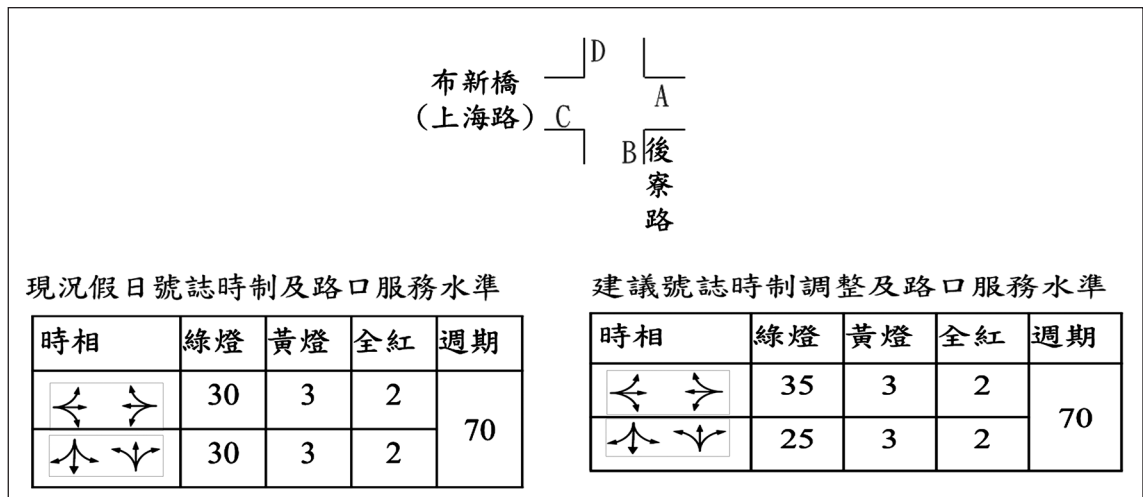 D
布新橋
(上海路) C
A
B
後寮路
現況假日號誌時制及路口服務水準
時相 綠燈 黃燈 全紅 週期
30 3 2
70
30 3 2
建議號誌時制調整及路口服務水準
時相 綠燈 黃燈 全紅 週期
35 3 2
70
25 3 2